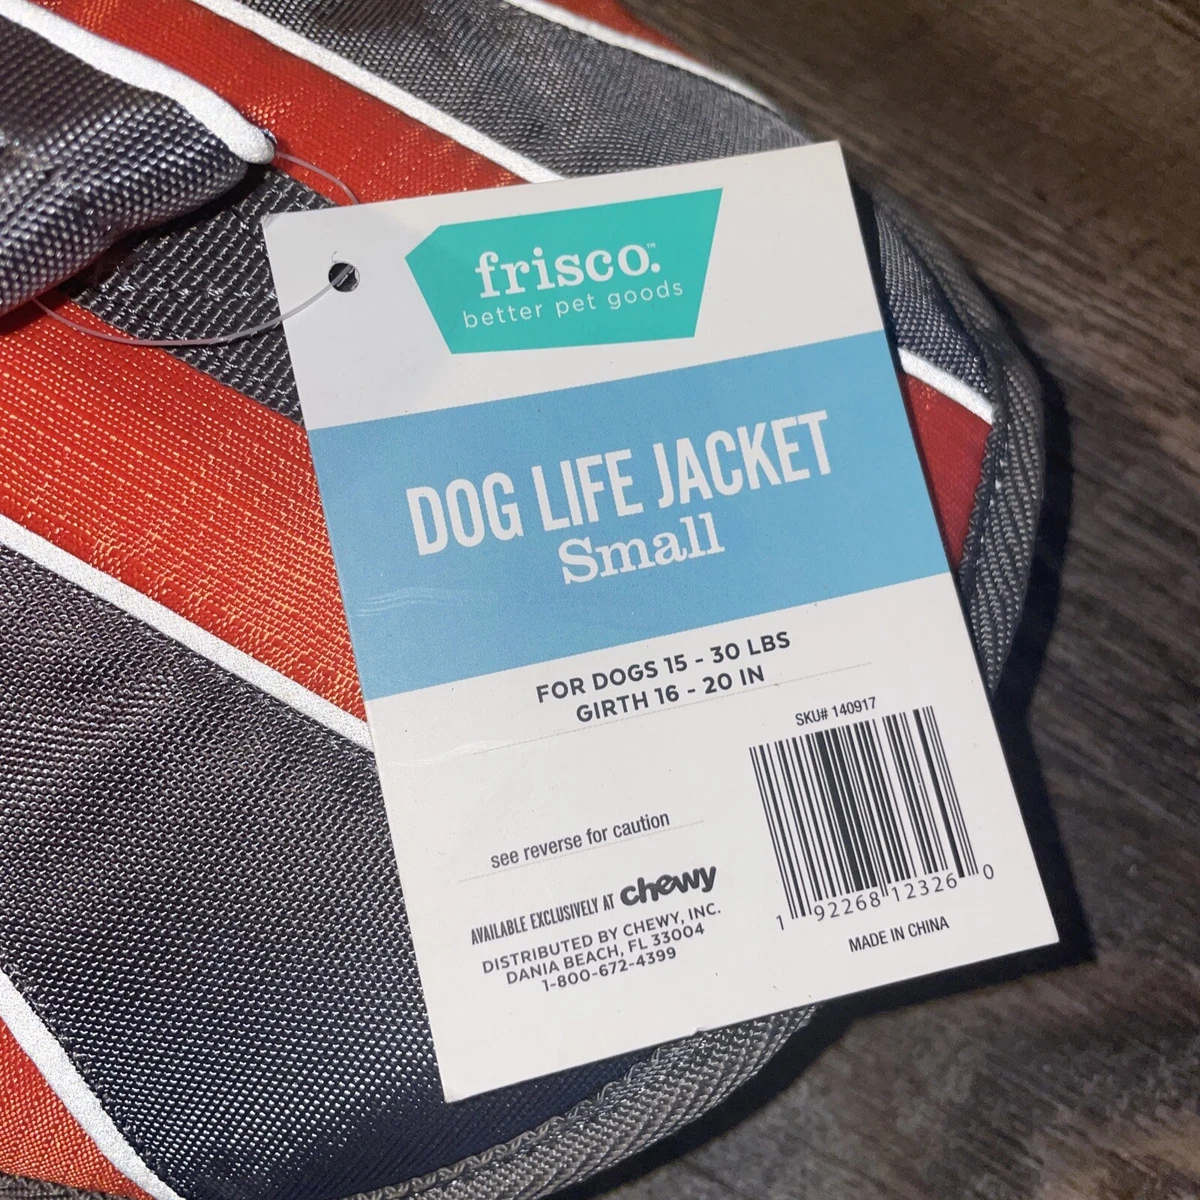 frisco.™
better pet goods
DOG LIFE JACKET
Small
FOR DOGS 15 - 30 LBS
GIRTH 16 - 20 IN
SKU# 140917
see reverse for caution
AVAILABLE EXCLUSIVELY AT chewy
DISTRIBUTED BY CHEWY, INC.
DANIA BEACH, FL 33004
1-800-672-4399
1 92268 12326 0
MADE IN CHINA